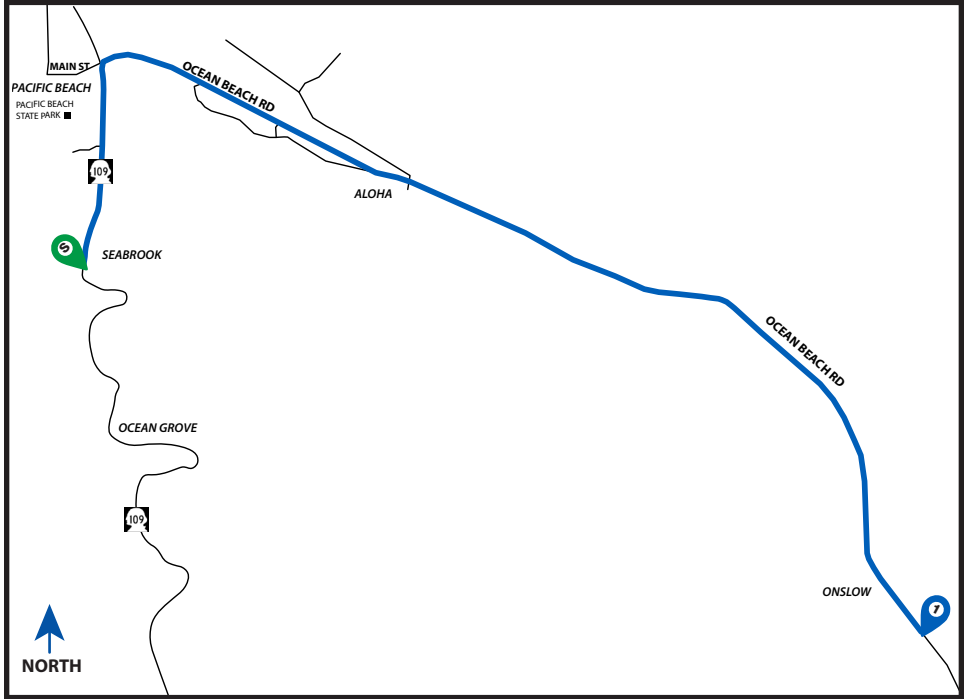 MAIN ST
PACIFIC BEACH
PACIFIC BEACH
STATE PARK
OCEAN BEACH RD
109
ALOHA
S
SEABROOK
OCEAN BEACH RD
OCEAN GROVE
109
ONSLOW
1
NORTH